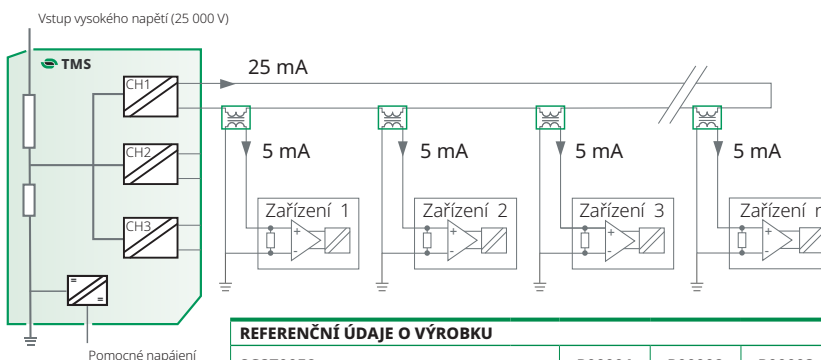 Vstup vysokého napětí (25 000 V)
TMS
25 mA
CH1
CH2
CH3
5 mA
5 mA
5 mA
5 mA
Zařízení 1
Zařízení 2
Zařízení 3
Zařízení
+
-
+
-
+
-
+
-
=
=
Pomocné napájení
REFERENČNÍ ÚDAJE O VÝROBKU